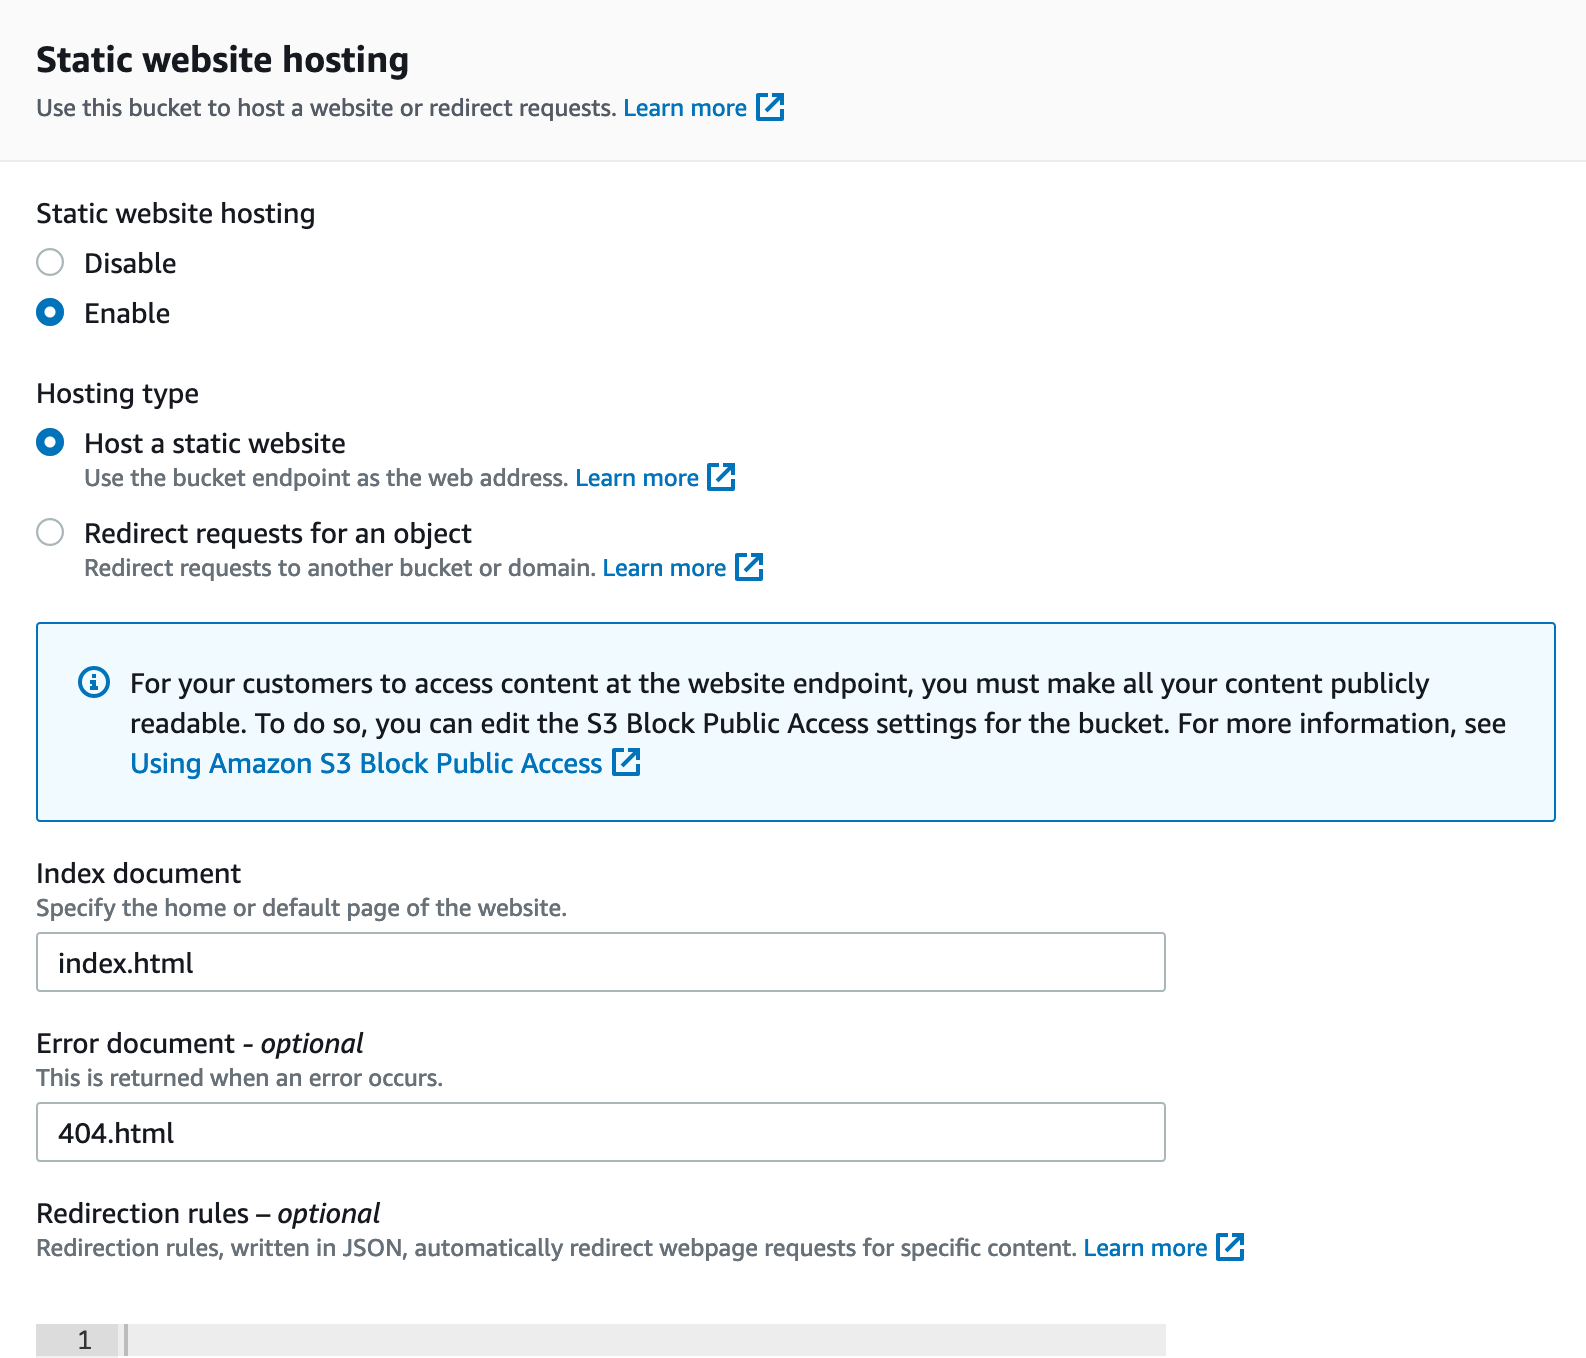 Static website hosting
Use this bucket to host a website or redirect requests. Learn more
Static website hosting
Disable
Enable
Hosting type
Host a static website
Use the bucket endpoint as the web address. Learn more
Redirect requests for an object
Redirect requests to another bucket or domain. Learn more
For your customers to access content at the website endpoint, you must make all your content publicly
readable. To do so, you can edit the S3 Block Public Access settings for the bucket. For more information, see
Using Amazon S3 Block Public Access
Index document
Specify the home or default page of the website.
index.html
Error document - optional
This is returned when an error occurs.
404.html
Redirection rules – optional
Redirection rules, written in JSON, automatically redirect webpage requests for specific content. Learn more
1